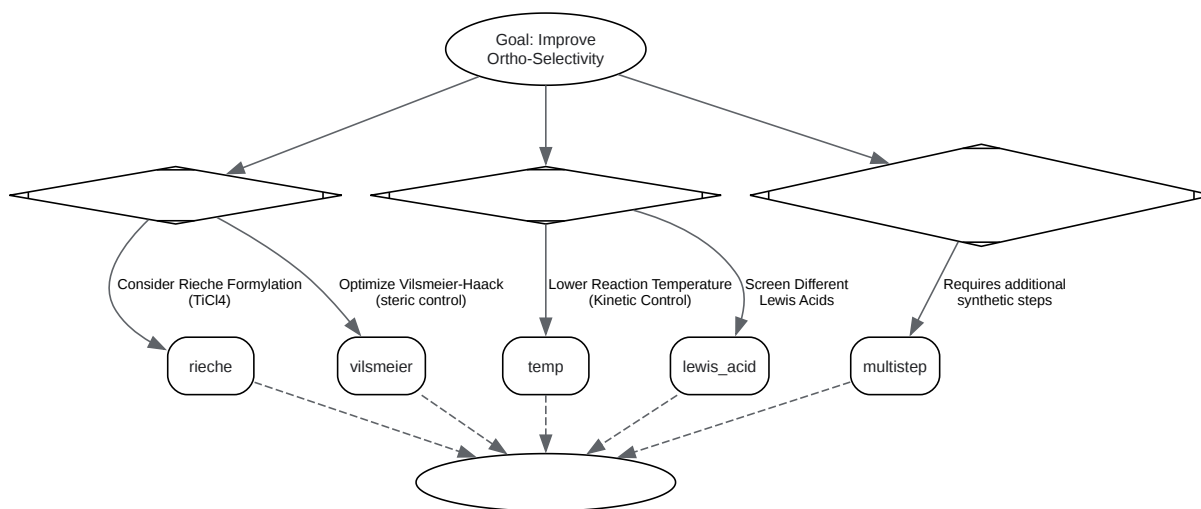 Goal: Improve
Ortho-Selectivity
Consider Rieche Formylation
(TiCl4)
Optimize Vilsmeier-Haack
(steric control)
Lower Reaction Temperature
(Kinetic Control)
Screen Different
Lewis Acids
Requires additional
synthetic steps
rieche
vilsmeier
temp
lewis_acid
multistep